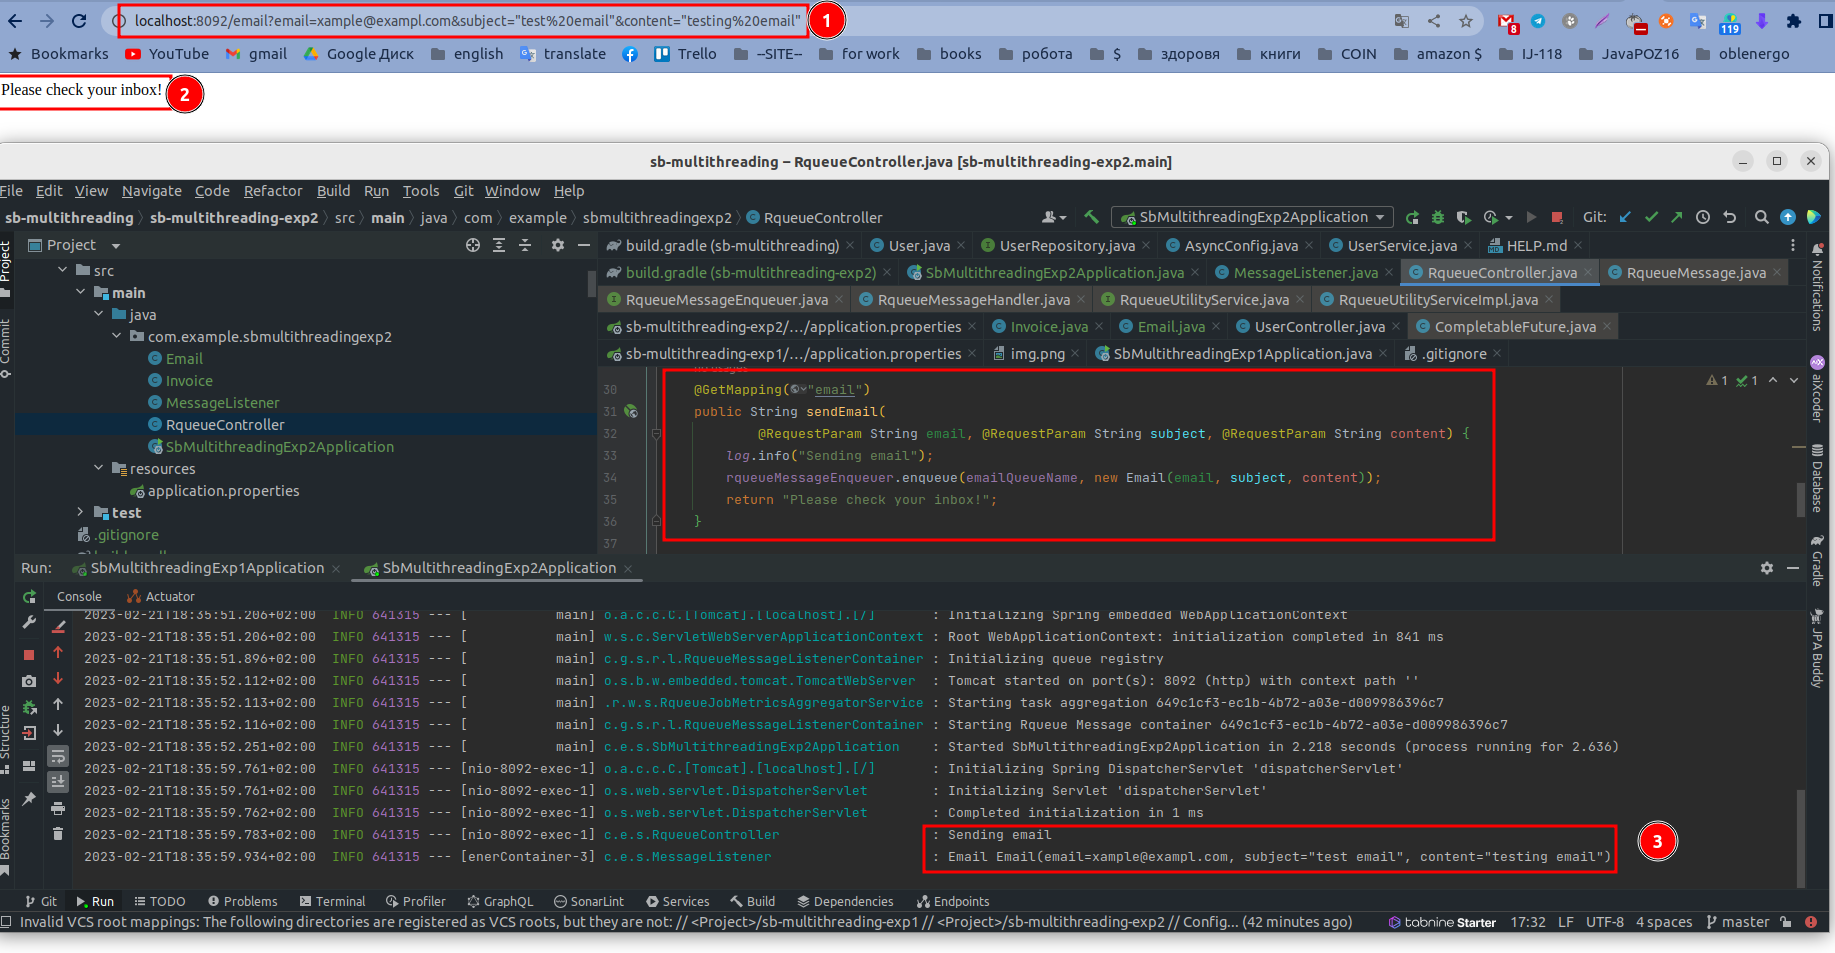 localhost:8092/email?email=xample@exampl.com&subject="test%20email"&content="testing%20email"
1
8
119
Bookmarks YouTube gmail Google Диск english translate Trello --SITE-- for work books робота $ здоровя книги COIN amazon $ IJ-118 JavaPOZ16 oblenergo
Please check your inbox!
2
sb-multithreading – RqueueController.java [sb-multithreading-exp2.main]
File Edit View Navigate Code Refactor Build Run Tools Git Window Help
sb-multithreading sb-multithreading-exp2 src main java com example sbmultithreadingexp2 RqueueController SbMultithreadingExp2Application Git:
Project
build.gradle (sb-multithreading) User.java UserRepository.java AsyncConfig.java UserService.java HELP.md
build.gradle (sb-multithreading-exp2) SbMultithreadingExp2Application.java MessageListener.java RqueueController.java RqueueMessage.java
RqueueMessageEnqueuer.java RqueueMessageHandler.java RqueueUtilityService.java RqueueUtilityServiceImpl.java
sb-multithreading-exp2/.../application.properties Invoice.java Email.java UserController.java CompletableFuture.java
sb-multithreading-exp1/.../application.properties img.png SbMultithreadingExp1Application.java .gitignore
src
main
java
com.example.sbmultithreadingexp2
Email
Invoice
MessageListener
RqueueController
SbMultithreadingExp2Application
resources
application.properties
test
.gitignore
no usages
30 @GetMapping("email")
31 public String sendEmail(
32 @RequestParam String email, @RequestParam String subject, @RequestParam String content) {
33 log.info("Sending email");
34 rqueueMessageEnqueuer.enqueue(emailQueueName, new Email(email, subject, content));
35 return "Please check your inbox!";
36 }
37
1 1
Project
Commit
Structure
Bookmarks
Notifications
aiXcoder
Database
Gradle
JPA Buddy
Run: SbMultithreadingExp1Application SbMultithreadingExp2Application
Console Actuator
2023-02-21T18:35:51.206+02:00 INFO 641315 --- [ main] o.a.c.c.C.[Tomcat].[localhost].[/] : Initializing Spring embedded WebApplicationContext
2023-02-21T18:35:51.206+02:00 INFO 641315 --- [ main] w.s.c.ServletWebServerApplicationContext : Root WebApplicationContext: initialization completed in 841 ms
2023-02-21T18:35:51.896+02:00 INFO 641315 --- [ main] c.g.s.r.l.RqueueMessageListenerContainer : Initializing queue registry
2023-02-21T18:35:52.112+02:00 INFO 641315 --- [ main] o.s.b.w.embedded.tomcat.TomcatWebServer : Tomcat started on port(s): 8092 (http) with context path ''
2023-02-21T18:35:52.113+02:00 INFO 641315 --- [ main] .r.w.s.RqueueJobMetricsAggregatorService : Starting task aggregation 649c1cf3-ec1b-4b72-a03e-d009986396c7
2023-02-21T18:35:52.116+02:00 INFO 641315 --- [ main] c.g.s.r.l.RqueueMessageListenerContainer : Starting Rqueue Message container 649c1cf3-ec1b-4b72-a03e-d009986396c7
2023-02-21T18:35:52.251+02:00 INFO 641315 --- [ main] c.e.s.SbMultithreadingExp2Application : Started SbMultithreadingExp2Application in 2.218 seconds (process running for 2.636)
2023-02-21T18:35:59.761+02:00 INFO 641315 --- [nio-8092-exec-1] o.a.c.c.C.[Tomcat].[localhost].[/] : Initializing Spring DispatcherServlet 'dispatcherServlet'
2023-02-21T18:35:59.761+02:00 INFO 641315 --- [nio-8092-exec-1] o.s.web.servlet.DispatcherServlet : Initializing Servlet 'dispatcherServlet'
2023-02-21T18:35:59.762+02:00 INFO 641315 --- [nio-8092-exec-1] o.s.web.servlet.DispatcherServlet : Completed initialization in 1 ms
2023-02-21T18:35:59.783+02:00 INFO 641315 --- [nio-8092-exec-1] c.e.s.RqueueController : Sending email
2023-02-21T18:35:59.934+02:00 INFO 641315 --- [enerContainer-3] c.e.s.MessageListener : Email Email(email=xample@exampl.com, subject="test email", content="testing email")
3
Git Run TODO Problems Terminal Profiler GraphQL SonarLint Services Build Dependencies Endpoints
Invalid VCS root mappings: The following directories are registered as VCS roots, but they are not: // <Project>/sb-multithreading-exp1 // <Project>/sb-multithreading-exp2 // Config... (42 minutes ago) tabnine Starter 17:32 LF UTF-8 4 spaces master